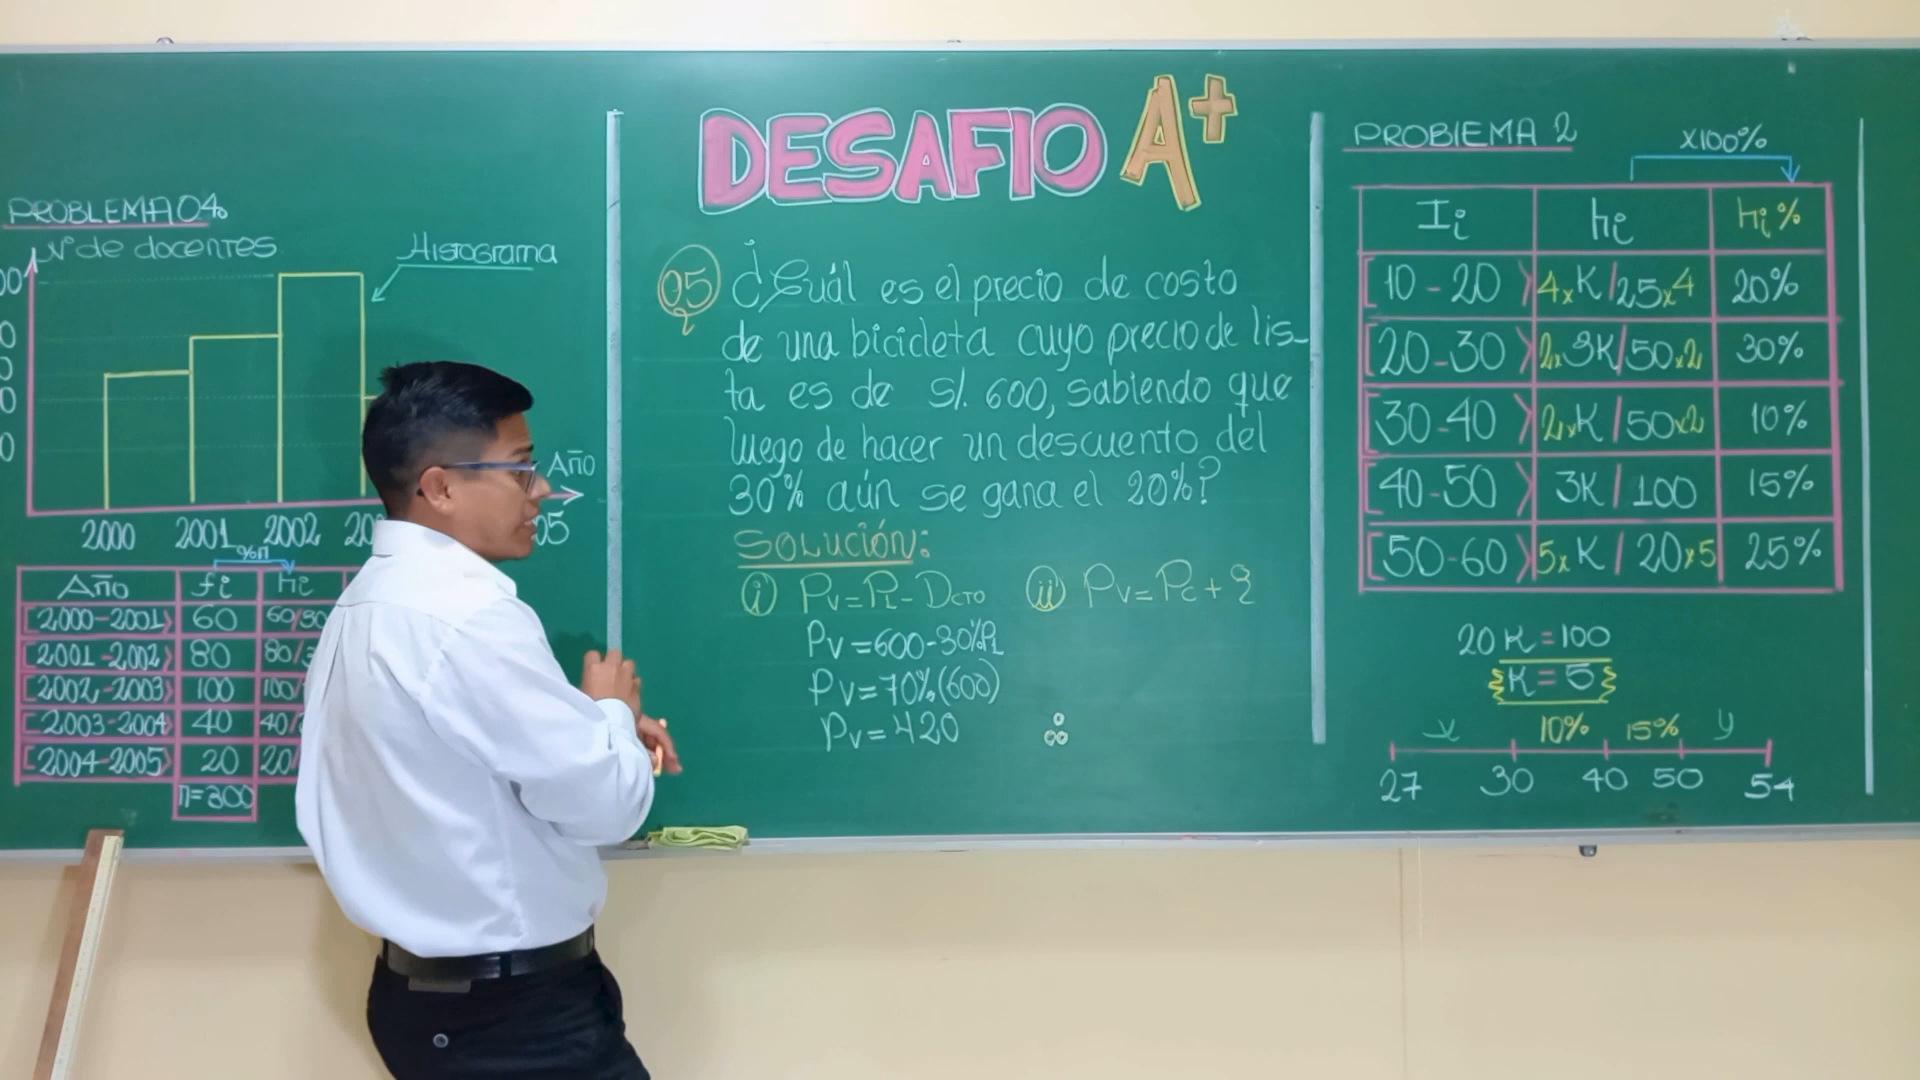 PROBLEMA 04
N° de docentes
Histograma
Año
2000 2001 2002
05
%n
Año fi hi
[2000-2001⟩ 60
[2001-2002⟩ 80
[2002-2003⟩ 100
[2003-2004⟩ 40
[2004-2005⟩ 20
n=300
DESAFIO A+
05 ¿Cuál es el precio de costo
de una bicicleta cuyo precio de lis-
ta es de S/. 600, sabiendo que
luego de hacer un descuento del
30% aún se gana el 20%?
SOLUCIÓN:
i) Pv=PL-Dcto
Pv=600-30%PL
Pv=70%(600)
Pv=420
ii) Pv=Pc+g
PROBlEMA 2
x100%
Ii hi hi%
[10-20⟩ 4xK/25x4 20%
[20-30⟩ 2x3K/50x2 30%
[30-40⟩ 2xK/50x2 10%
[40-50⟩ 3K/100 15%
[50-60⟩ 5xK/20x5 25%
20K=100
K=5
x 10% 15% y
27 30 40 50 54